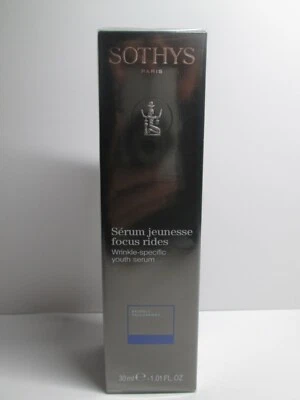 SOTHYS
PARIS
Sérum jeunesse
focus rides
Wrinkle-specific
youth serum
30ml ℮ -1.01 FL.OZ